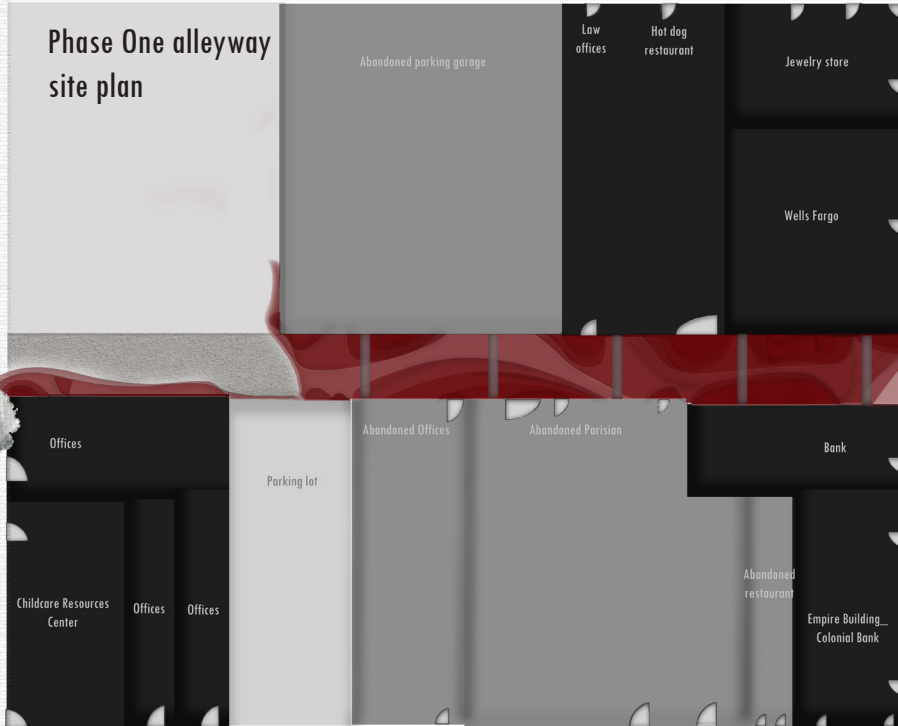 Phase One alleyway
site plan
Abandoned parking garage
Law
offices
Hot dog
restaurant
Jewelry store
Wells Fargo
Offices
Parking lot
Abandoned Offices
Abandoned Parisian
Bank
Childcare Resources
Center
Offices
Offices
Abandoned
restaurant
Empire Building_
Colonial Bank